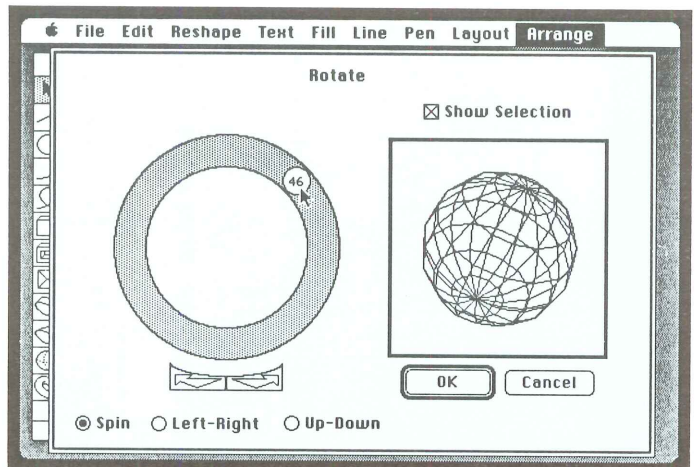 File Edit Reshape Text Fill Line Pen Layout Arrange
Rotate
Show Selection
46
OK Cancel
Spin Left-Right Up-Down